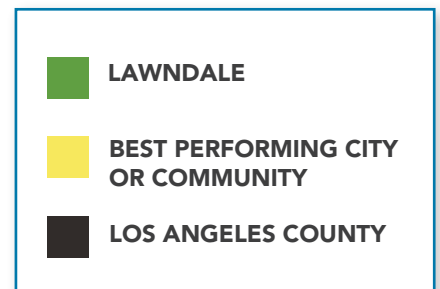 LAWNDALE
BEST PERFORMING CITY
OR COMMUNITY
LOS ANGELES COUNTY